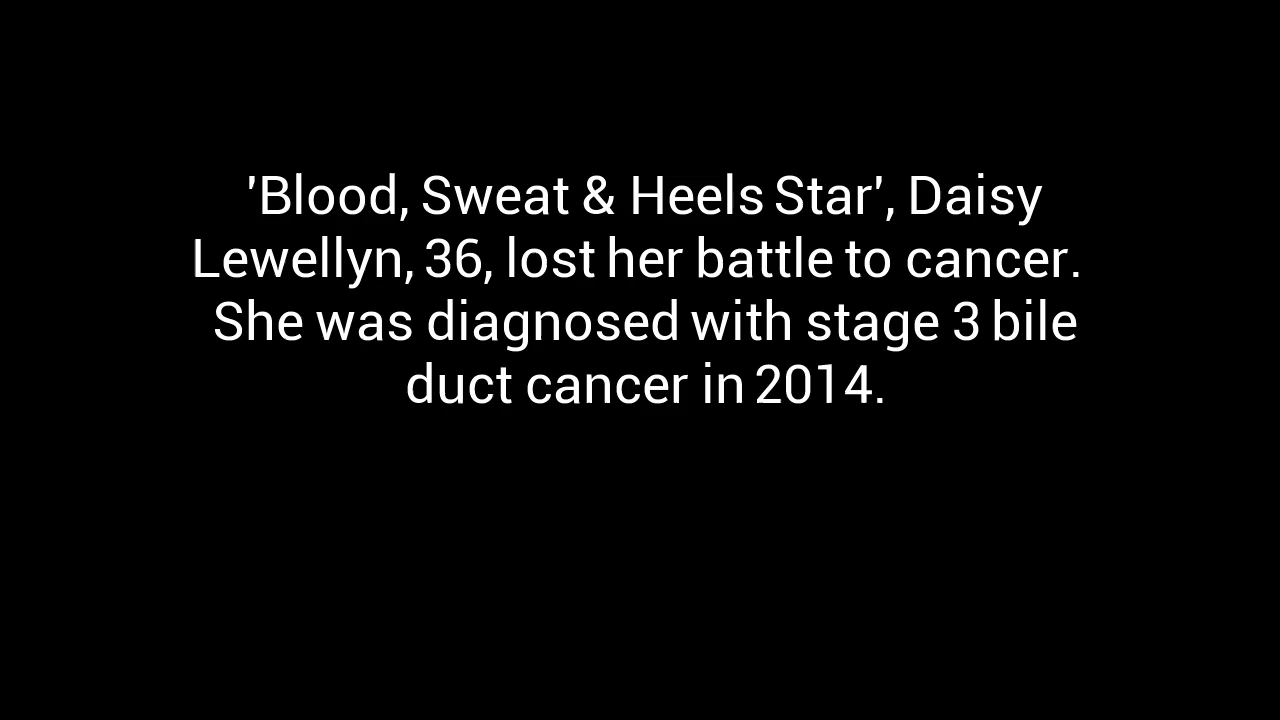 'Blood, Sweat & Heels Star', Daisy
Lewellyn, 36, lost her battle to cancer.
She was diagnosed with stage 3 bile
duct cancer in 2014.